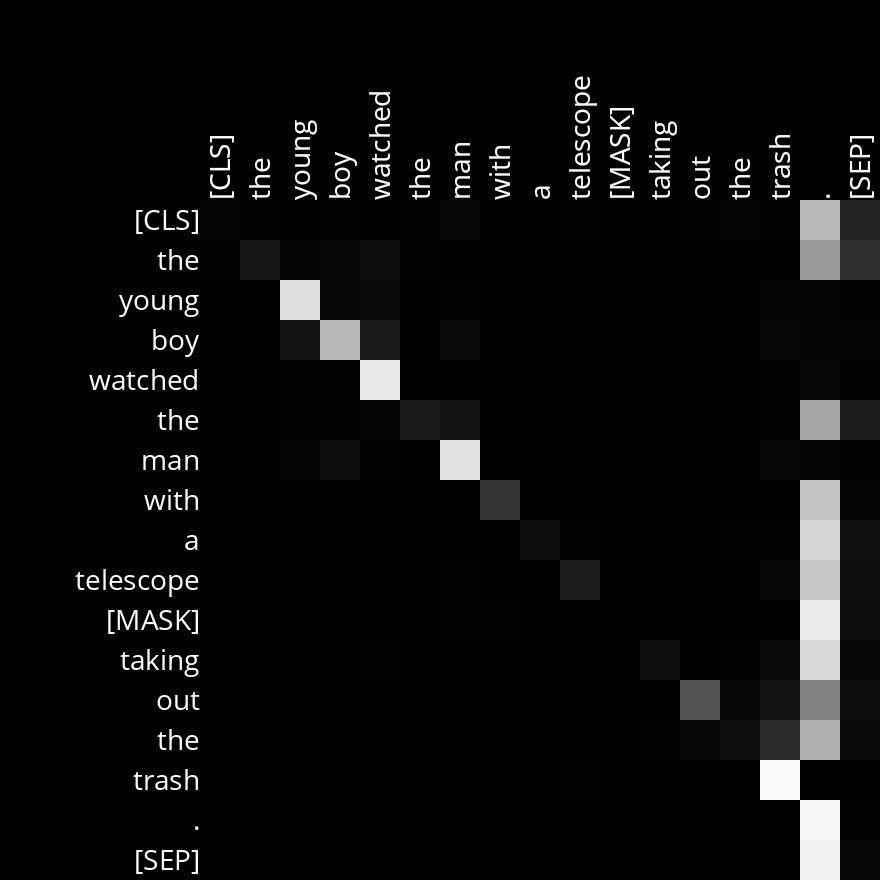 [CLS]
the
young
boy
watched
the
man
with
a
telescope
[MASK]
taking
out
the
trash
.
[SEP]
[CLS]
the
young
boy
watched
the
man
with
a
telescope
[MASK]
taking
out
the
trash
.
[SEP]